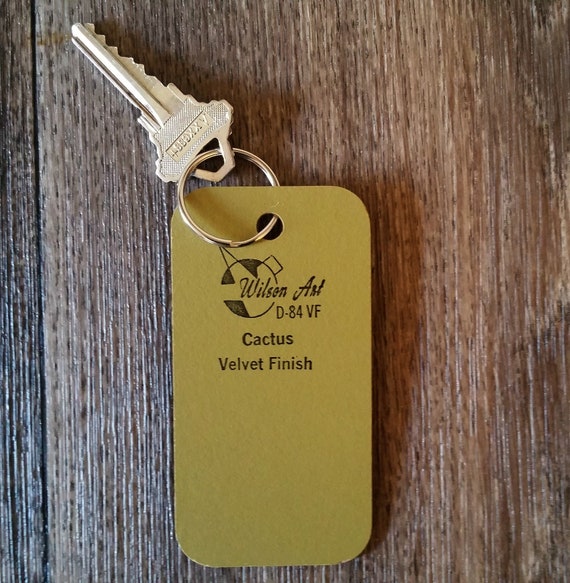 Wilson Art
D-84 VF
Cactus
Velvet Finish